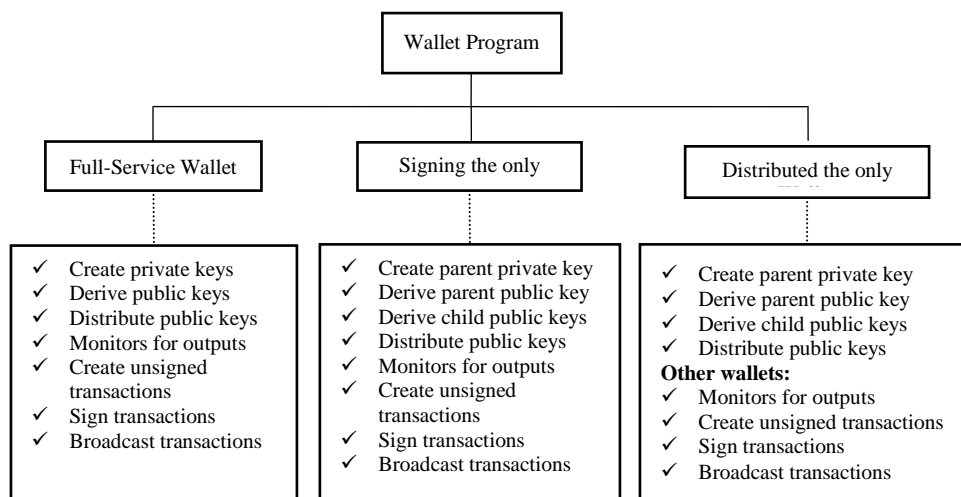 Wallet Program
Full-Service Wallet
Signing the only
Distributed the only
✓ Create private keys
✓ Derive public keys
✓ Distribute public keys
✓ Monitors for outputs
✓ Create unsigned
transactions
✓ Sign transactions
✓ Broadcast transactions
✓ Create parent private key
✓ Derive parent public key
✓ Derive child public keys
✓ Distribute public keys
✓ Monitors for outputs
✓ Create unsigned
transactions
✓ Sign transactions
✓ Broadcast transactions
✓ Create parent private key
✓ Derive parent public key
✓ Derive child public keys
✓ Distribute public keys
Other wallets:
✓ Monitors for outputs
✓ Create unsigned transactions
✓ Sign transactions
✓ Broadcast transactions